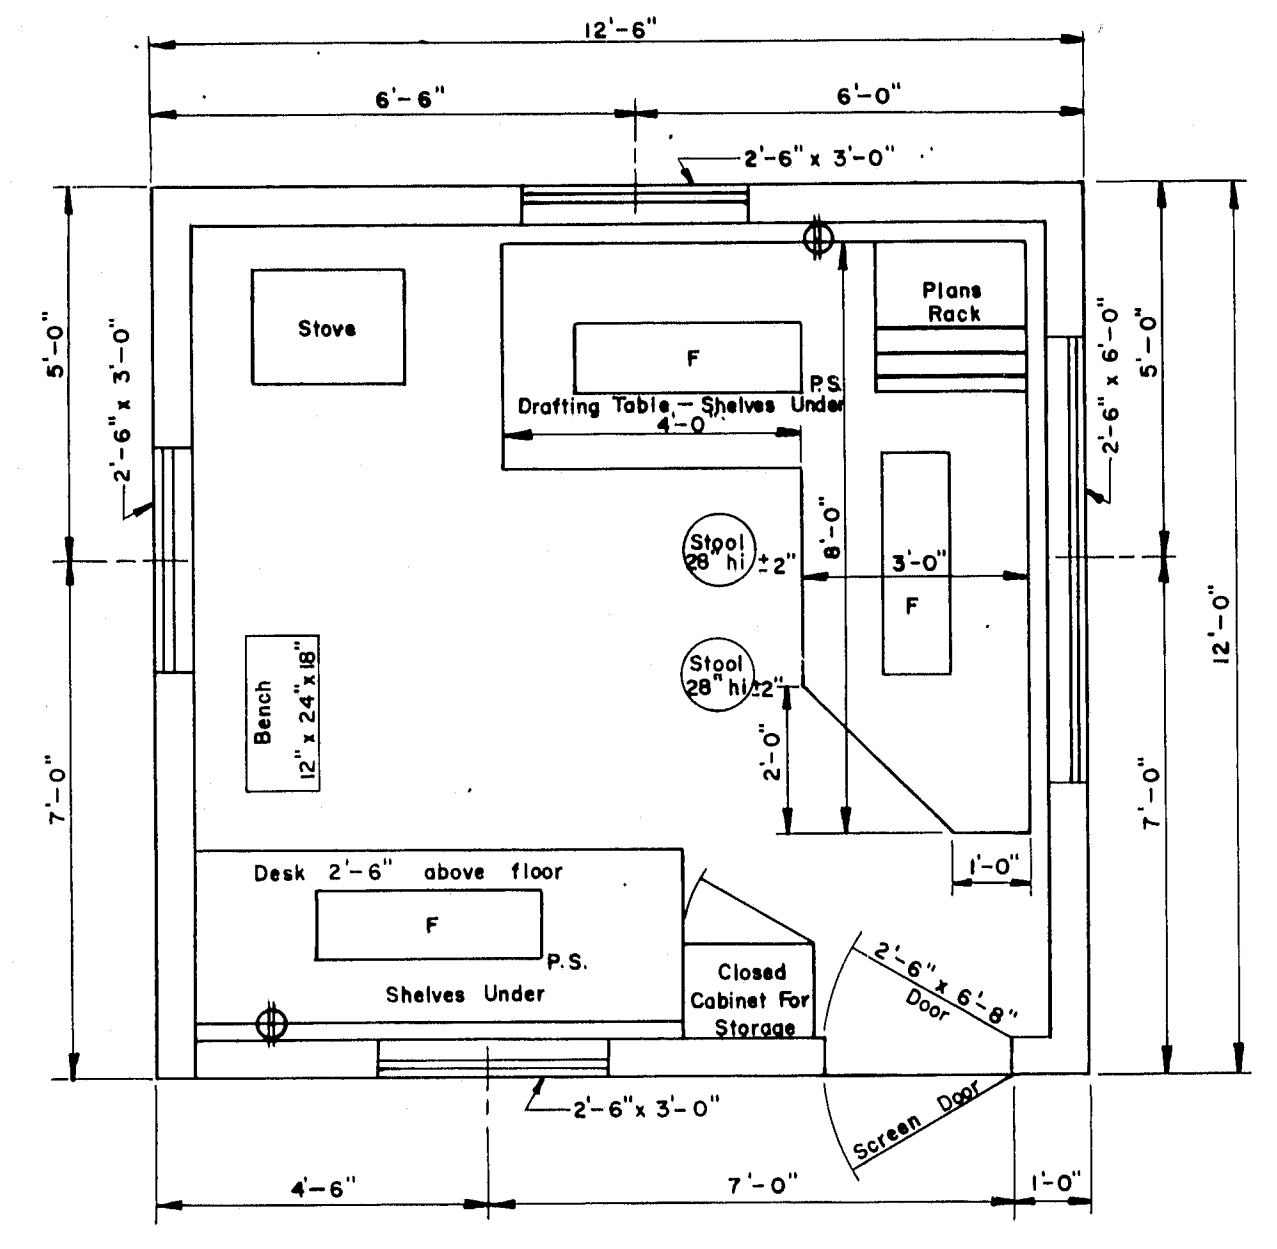 12'-6"
6'-6"
6'-0"
2'-6" x 3'-0"
Stove
F
P.S.
Drafting Table - Shelves Under
4'-0"
Plans
Rack
5'-0"
2'-6" x 3'-0"
2'-6" x 6'-0"
5'-0"
12'-0"
8'-0"
3'-0"
F
Stool
28" hi ± 2"
Stool
28" hi ± 2"
2'-0"
1'-0"
Bench
12" x 24" x 18"
7'-0"
7'-0"
Desk 2'-6" above floor
F
P.S.
Shelves Under
Closed
Cabinet For
Storage
2'-6" x 6'-8"
Door
Screen Door
2'-6" x 3'-0"
4'-6"
7'-0"
1'-0"